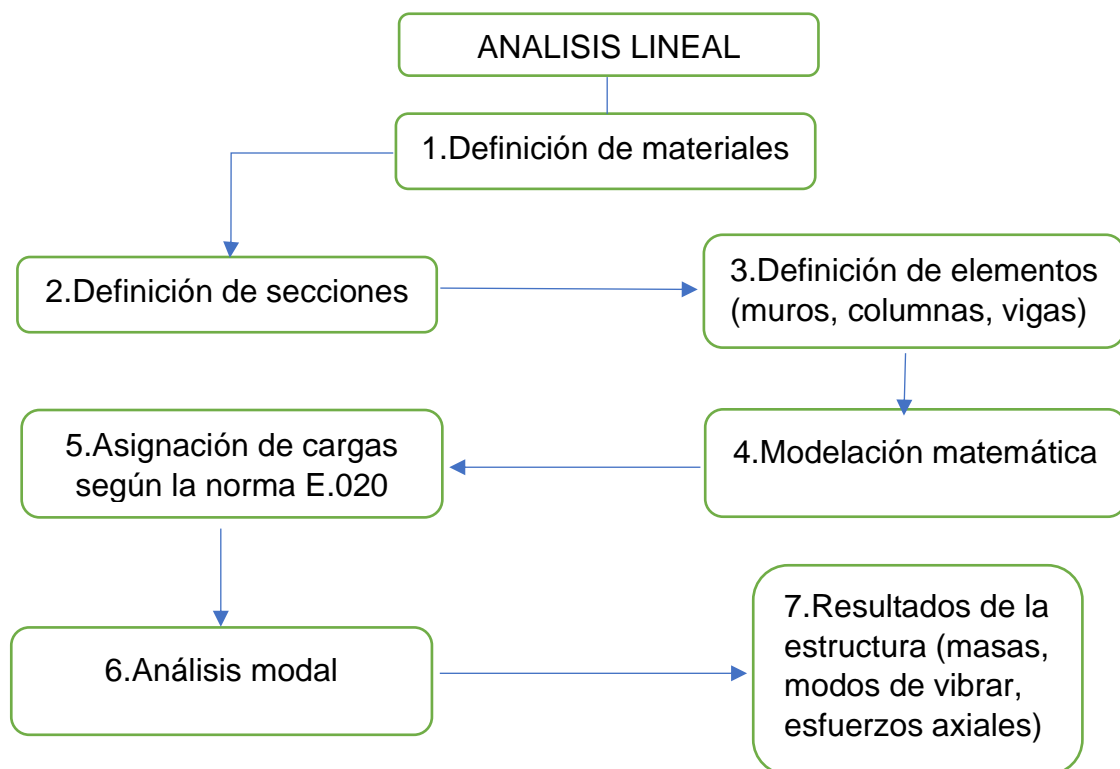 ANALISIS LINEAL
1.Definición de materiales
2.Definición de secciones
3.Definición de elementos
(muros, columnas, vigas)
4.Modelación matemática
5.Asignación de cargas
según la norma E.020
6.Análisis modal
7.Resultados de la
estructura (masas,
modos de vibrar,
esfuerzos axiales)